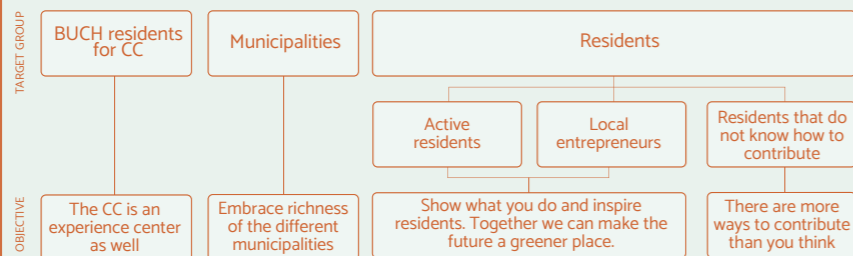 TARGET GROUP
BUCH residents
for CC
Municipalities
Residents
Active
residents
Local
entrepreneurs
Residents that do
not know how to
contribute
OBJECTIVE
The CC is an
experience center
as well
Embrace richness
of the different
municipalities
Show what you do and inspire
residents. Together we can make the
future a greener place.
There are more
ways to contribute
than you think